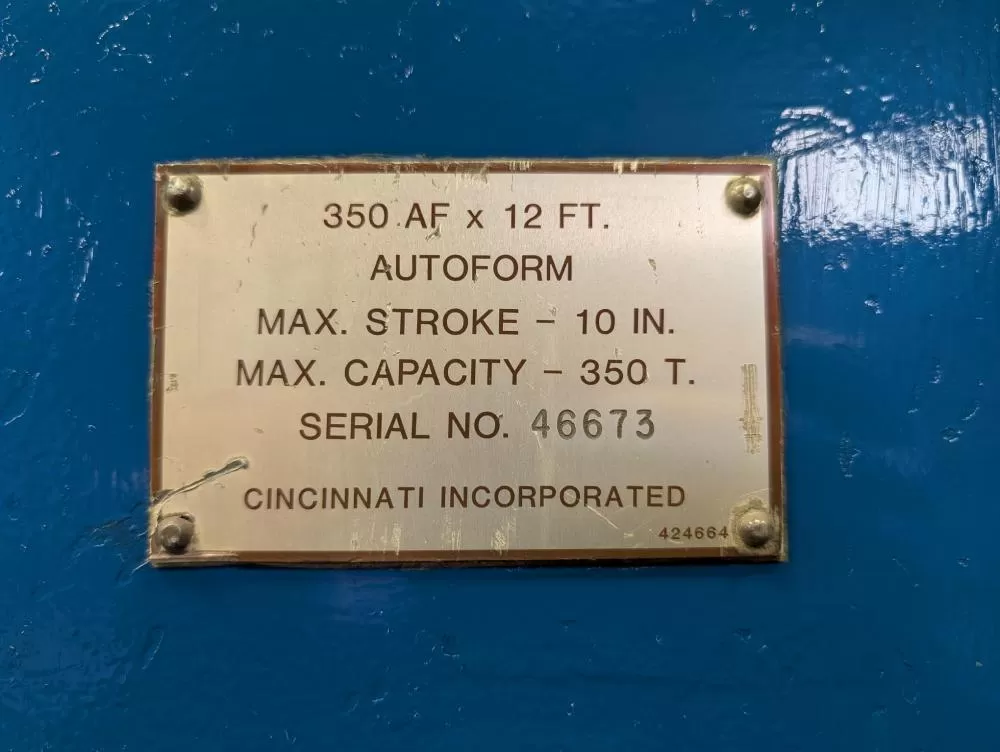 350 AF x 12 FT.
AUTOFORM
MAX. STROKE – 10 IN.
MAX. CAPACITY – 350 T.
SERIAL NO. 46673
CINCINNATI INCORPORATED
424664